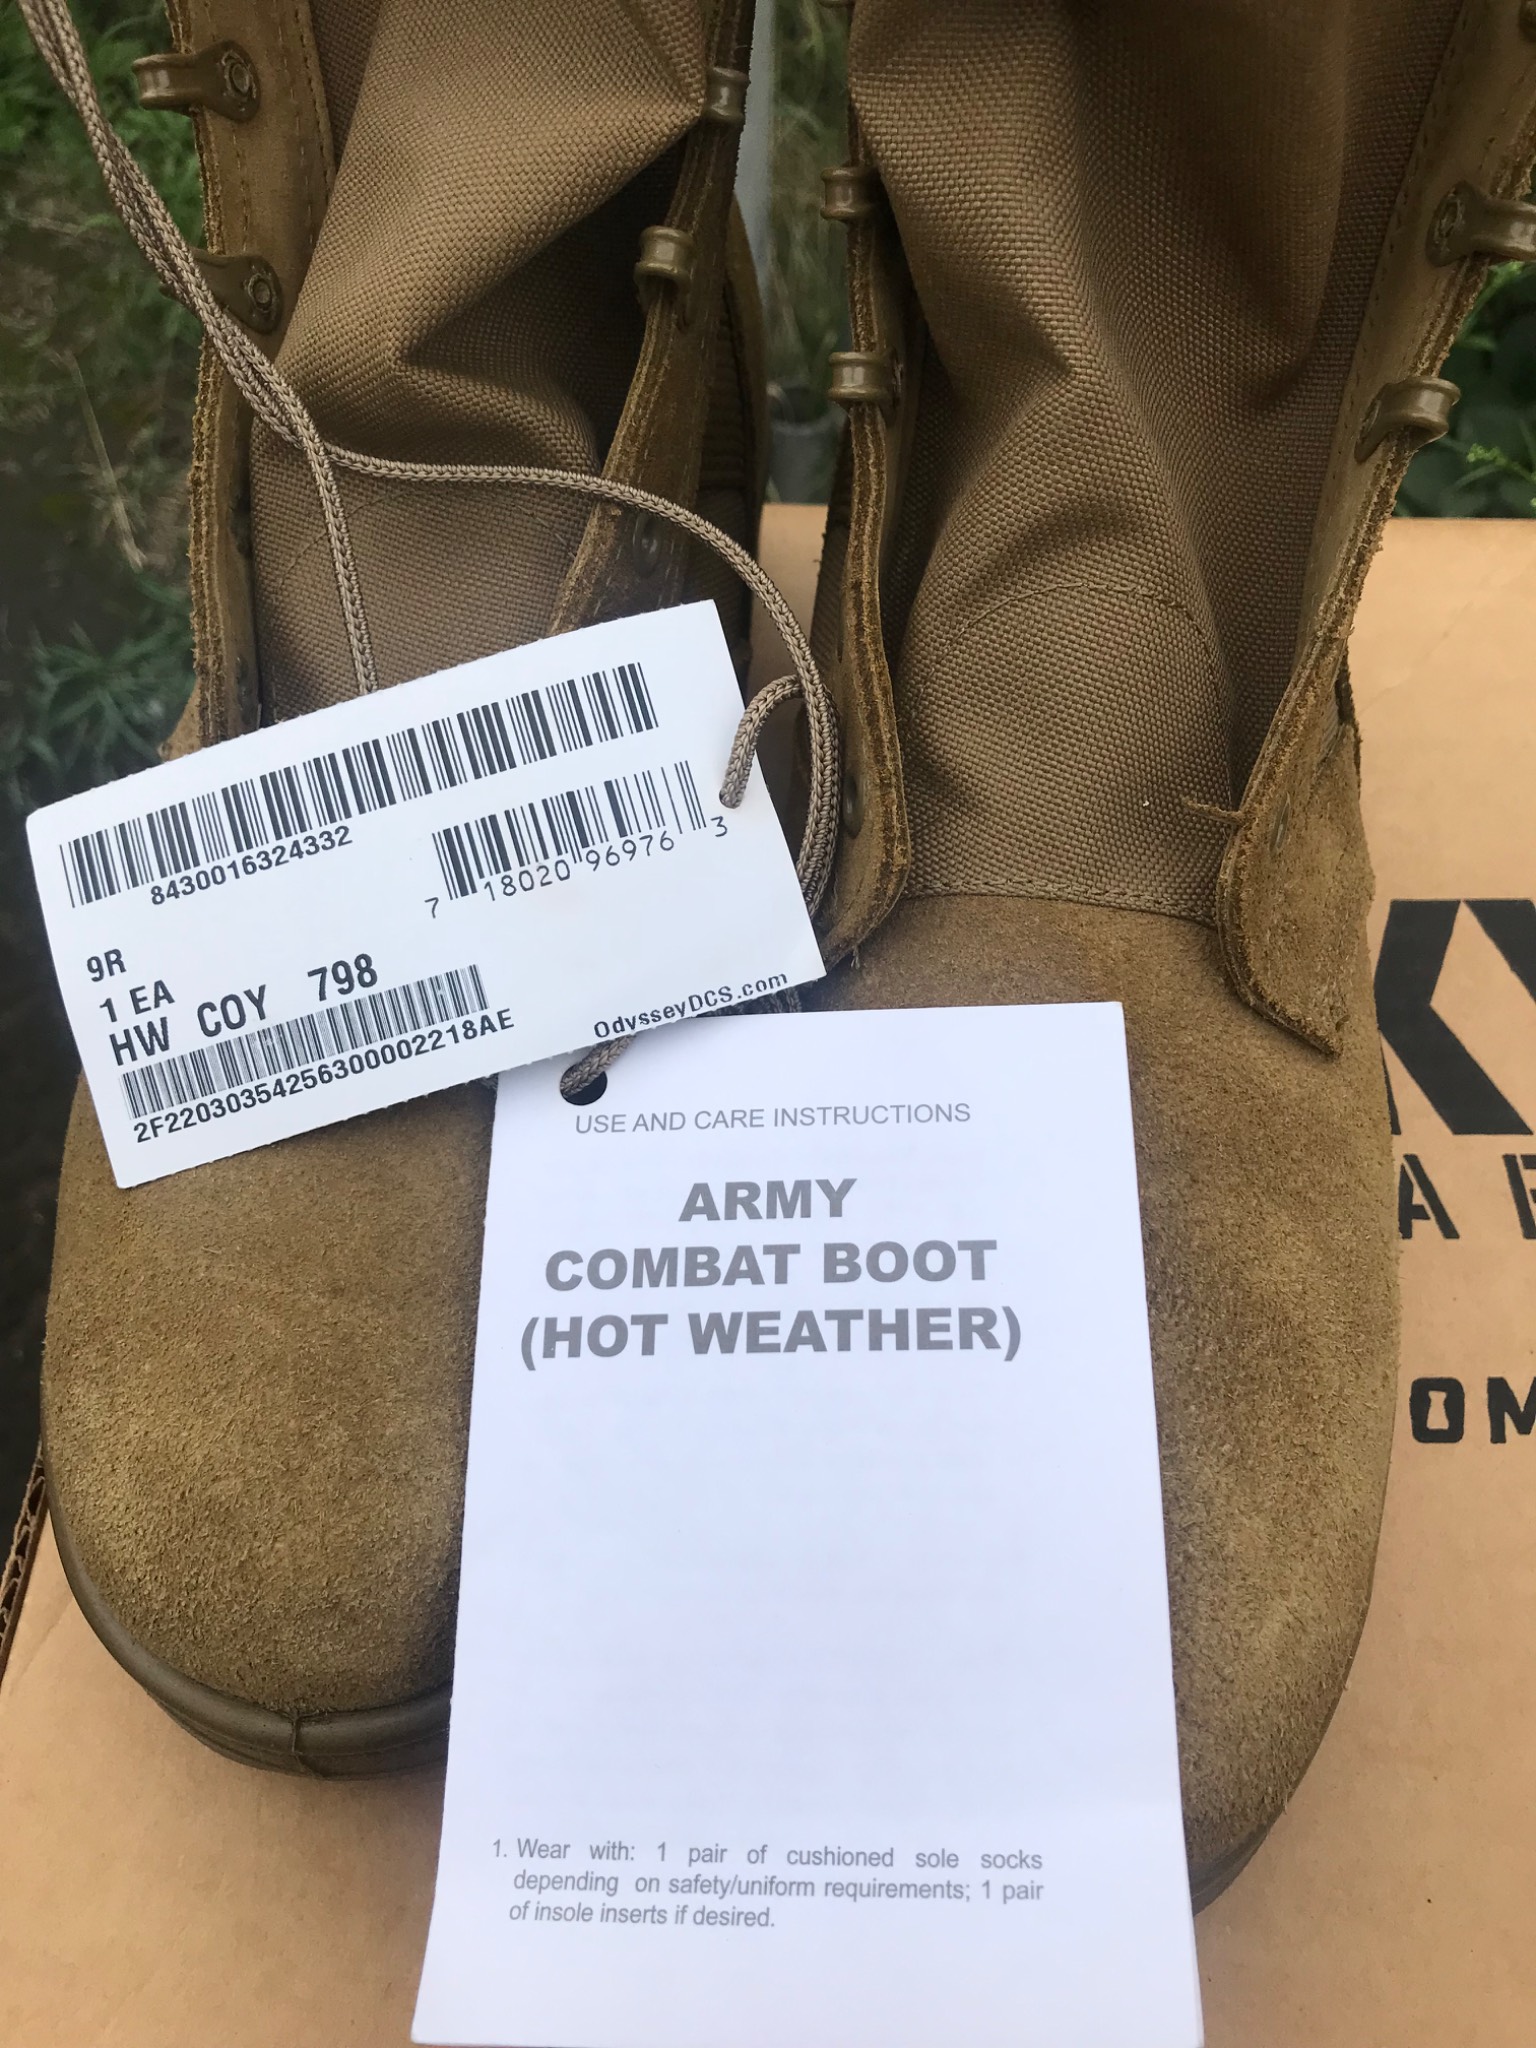 8430016324332
7 18020 96976 3
9R
1 EA
HW COY 798
2F22030354256300002218AE
OdysseyDCS.com
USE AND CARE INSTRUCTIONS
ARMY
COMBAT BOOT
(HOT WEATHER)
1. Wear with: 1 pair of cushioned sole socks
depending on safety/uniform requirements; 1 pair
of insole inserts if desired.